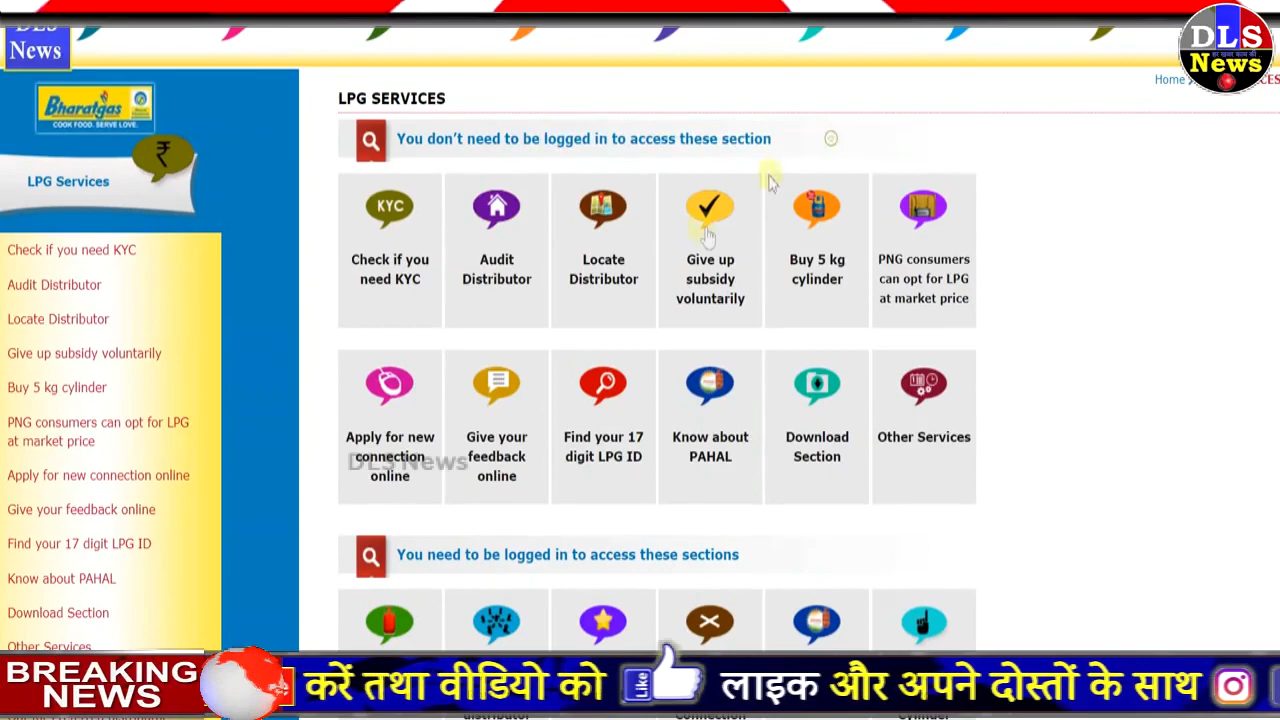 DLS
News
DLS
हर खबर काम की
News
Home
Bharatgas
COOK FOOD. SERVE LOVE.
₹
LPG Services
LPG SERVICES
You don't need to be logged in to access these section
KYC
Check if you
need KYC
Audit
Distributor
Locate
Distributor
Give up
subsidy
voluntarily
Buy 5 kg
cylinder
PNG consumers
can opt for LPG
at market price
Apply for new
connection
online
Give your
feedback
online
Find your 17
digit LPG ID
Know about
PAHAL
Download
Section
Other Services
DLS News
You need to be logged in to access these sections
Check if you need KYC
Audit Distributor
Locate Distributor
Give up subsidy voluntarily
Buy 5 kg cylinder
PNG consumers can opt for LPG
at market price
Apply for new connection online
Give your feedback online
Find your 17 digit LPG ID
Know about PAHAL
Download Section
Other Services
BREAKING
NEWS
करें तथा वीडियो को Like लाइक और अपने दोस्तों के साथ